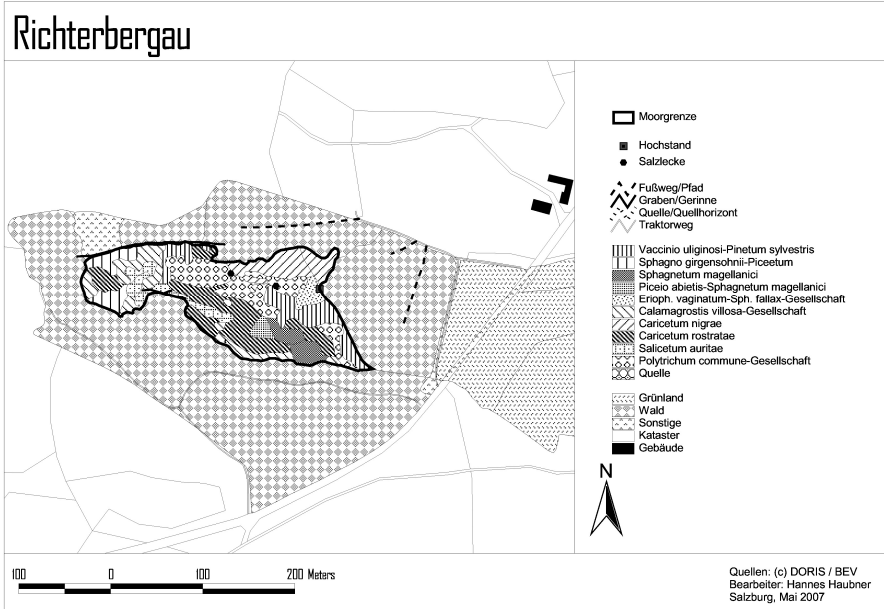 Richterbergau
Moorgrenze
Hochstand
Salzlecke
Fußweg/Pfad
Graben/Gerinne
Quelle/Quellhorizont
Traktorweg
Vaccinio uliginosi-Pinetum sylvestris
Sphagno girgensohnii-Piceetum
Sphagnetum magellanici
Piceio abietis-Sphagnetum magellanici
Erioph. vaginatum-Sph. fallax-Gesellschaft
Calamagrostis villosa-Gesellschaft
Caricetum nigrae
Caricetum rostratae
Salicetum auritae
Polytrichum commune-Gesellschaft
Quelle
Grünland
Wald
Sonstige
Kataster
Gebäude
N
100 0 100 200 Meters
Quellen: (c) DORIS / BEV
Bearbeiter: Hannes Haubner
Salzburg, Mai 2007